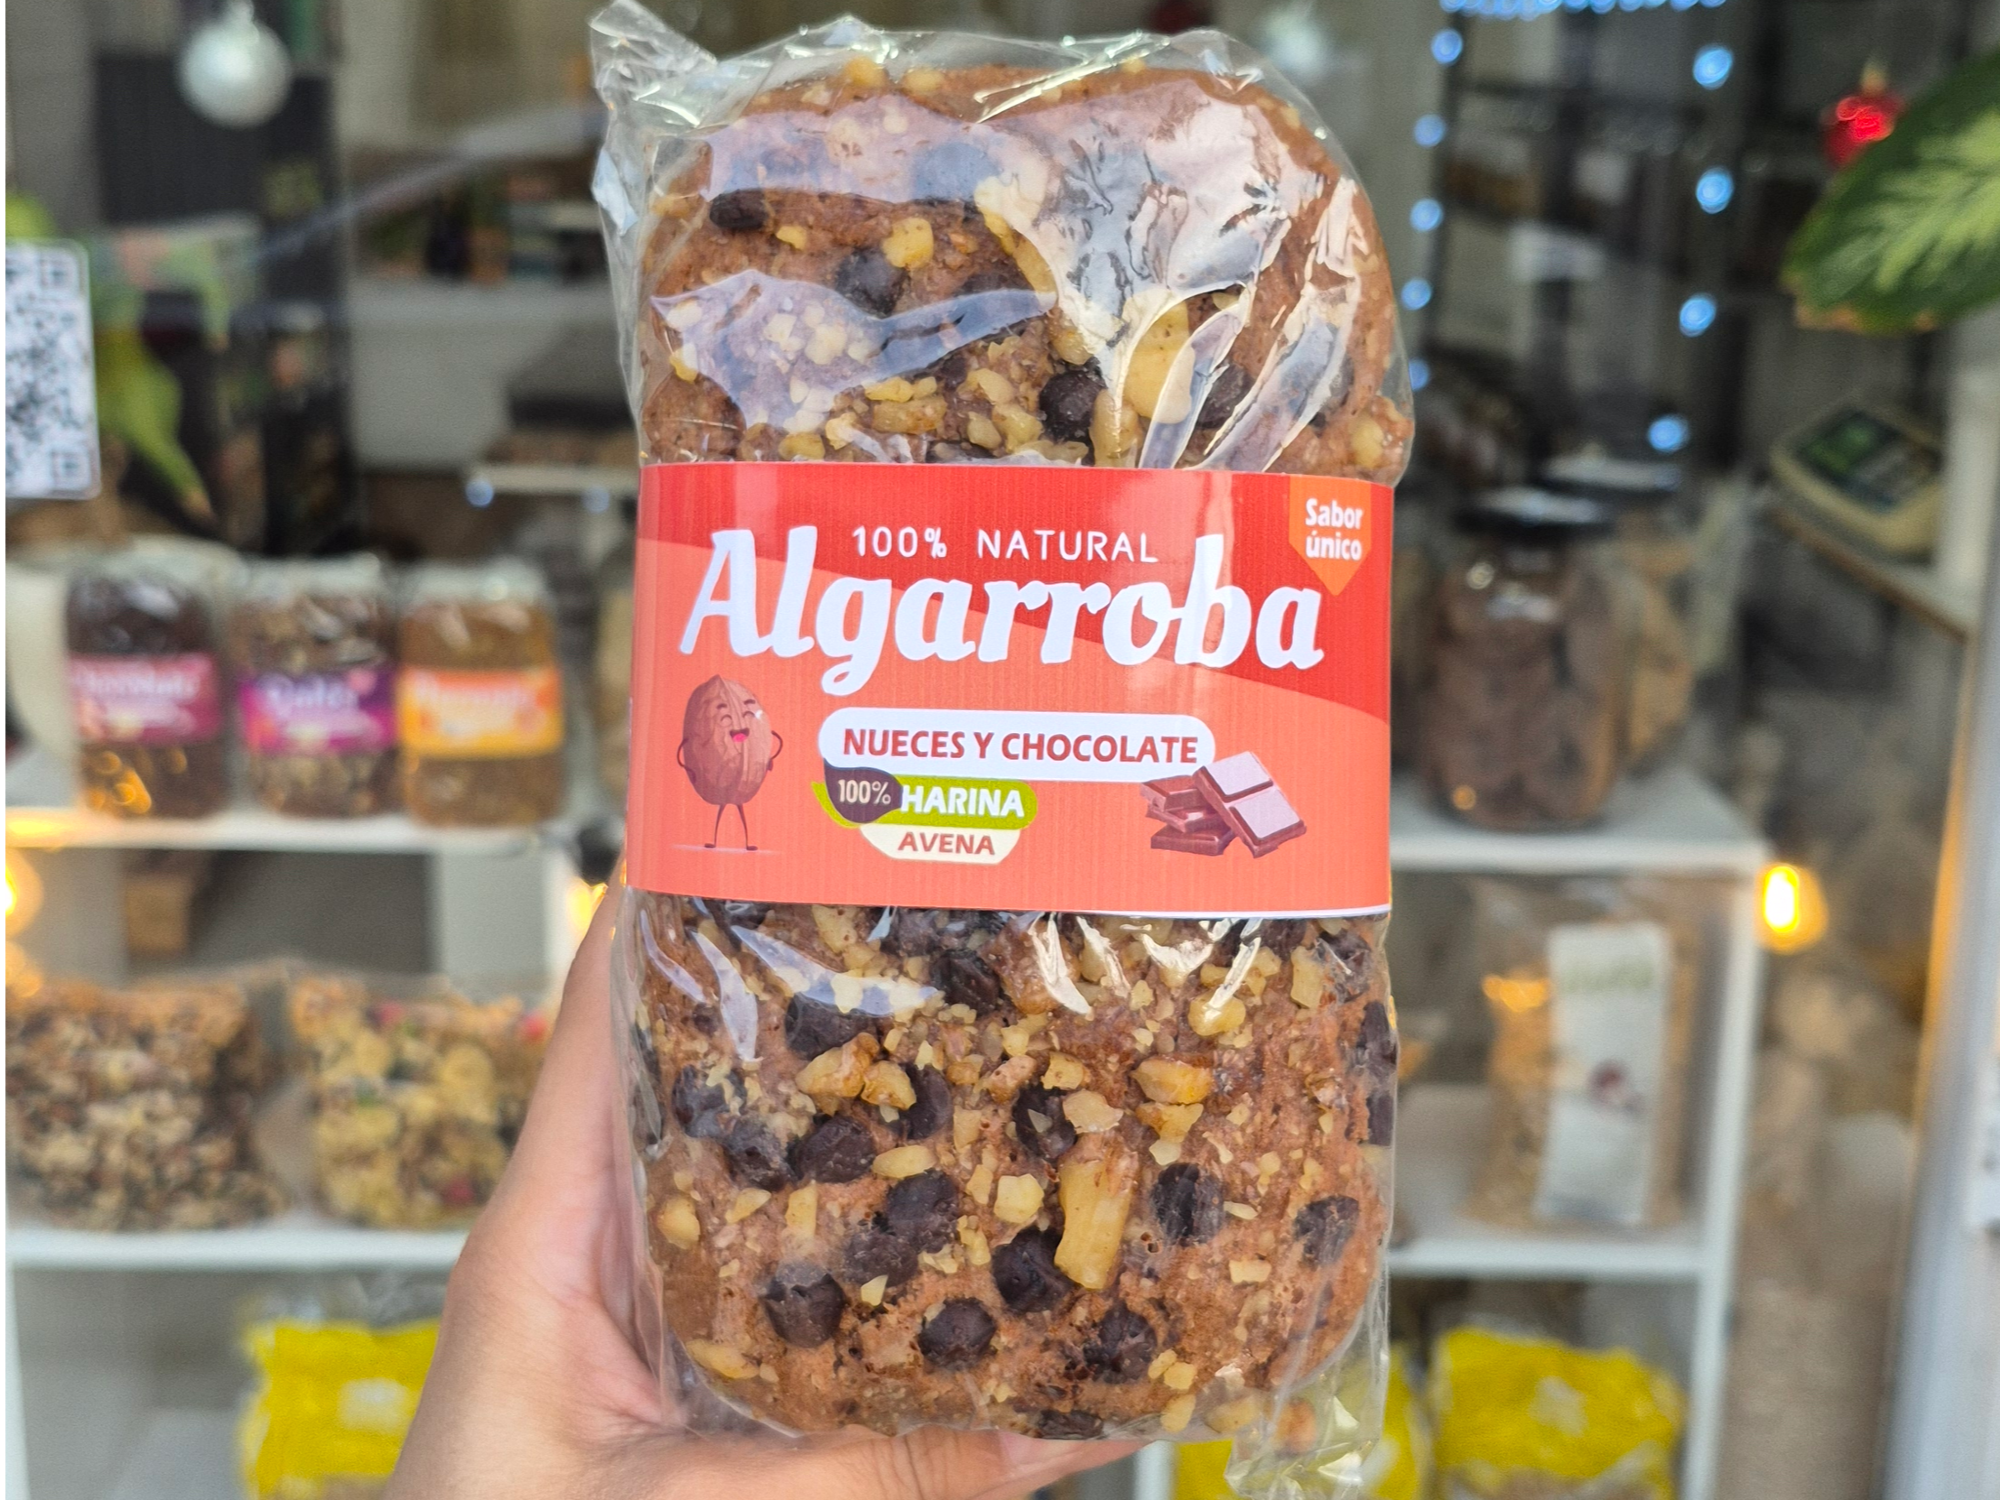 100% NATURAL
Algarroba
Sabor
único
NUECES Y CHOCOLATE
100% HARINA
AVENA